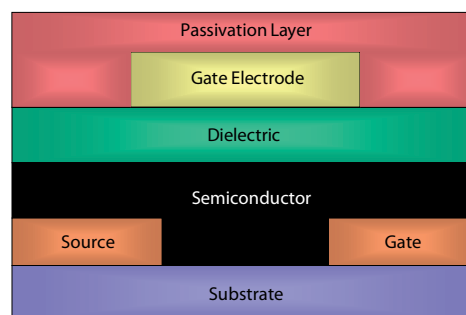 Passivation Layer
Gate Electrode
Dielectric
Semiconductor
Source
Gate
Substrate